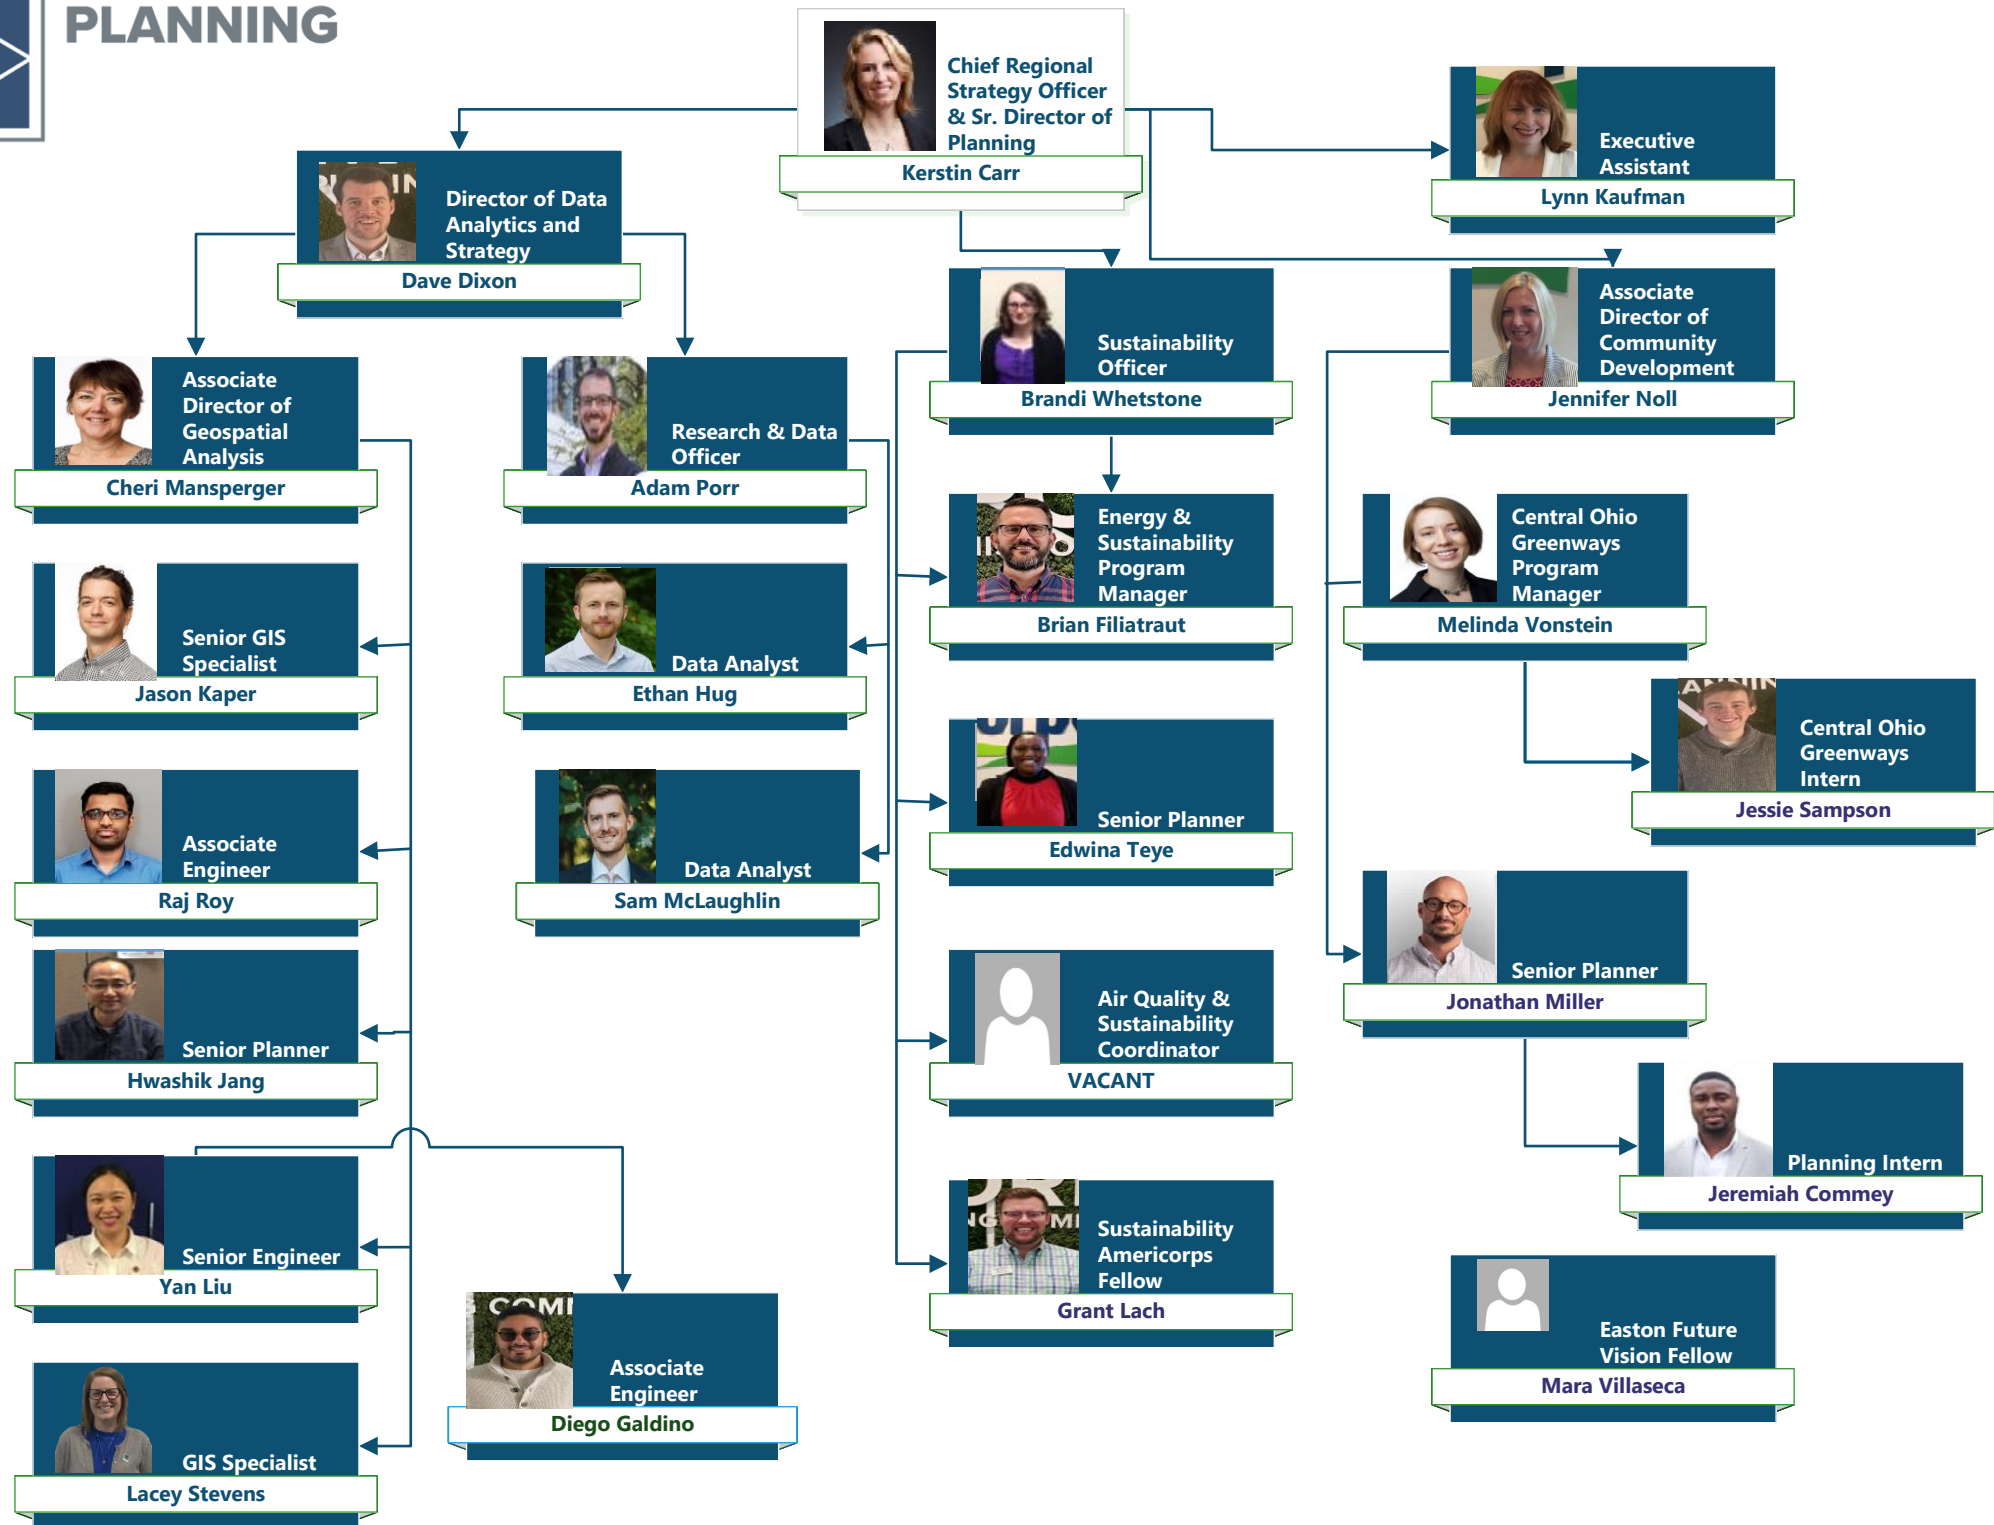 PLANNING
Chief Regional
Strategy Officer
& Sr. Director of
Planning
Kerstin Carr
Executive
Assistant
Lynn Kaufman
Director of Data
Analytics and
Strategy
Dave Dixon
Sustainability
Officer
Brandi Whetstone
Associate
Director of
Community
Development
Jennifer Noll
Associate
Director of
Geospatial
Analysis
Cheri Mansperger
Research & Data
Officer
Adam Porr
Energy &
Sustainability
Program
Manager
Brian Filiatraut
Central Ohio
Greenways
Program
Manager
Melinda Vonstein
Senior GIS
Specialist
Jason Kaper
Data Analyst
Ethan Hug
Central Ohio
Greenways
Intern
Jessie Sampson
Senior Planner
Edwina Teye
Associate
Engineer
Raj Roy
Data Analyst
Sam McLaughlin
Senior Planner
Jonathan Miller
Senior Planner
Hwashik Jang
Air Quality &
Sustainability
Coordinator
VACANT
Planning Intern
Jeremiah Commey
Senior Engineer
Yan Liu
Sustainability
Americorps
Fellow
Grant Lach
Easton Future
Vision Fellow
Mara Villaseca
Associate
Engineer
Diego Galdino
GIS Specialist
Lacey Stevens